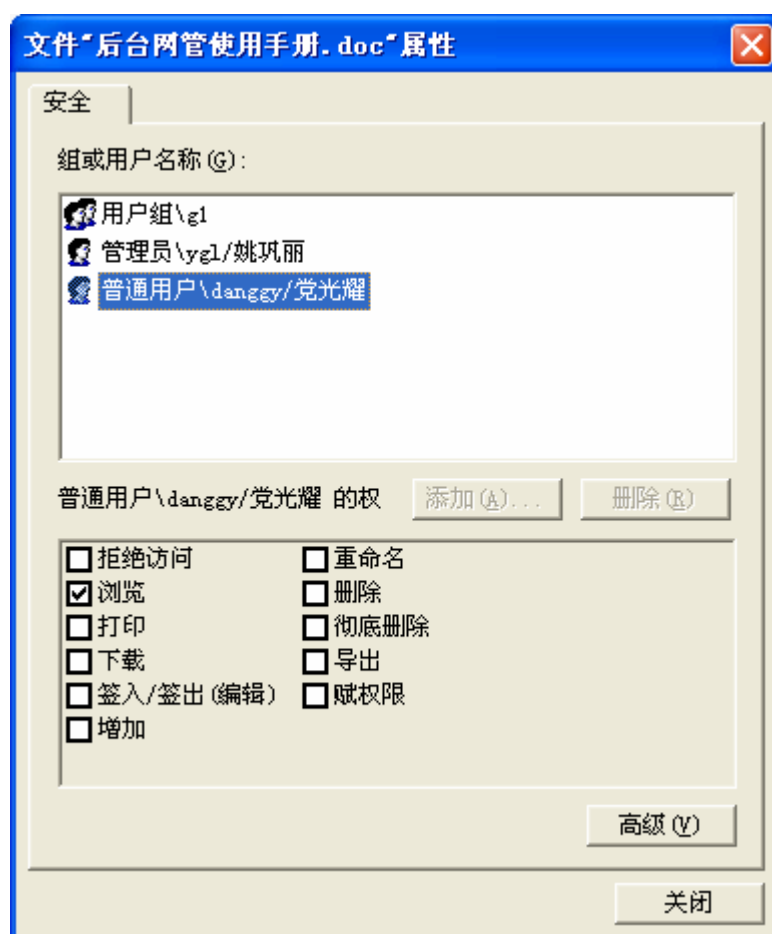 文件“后台网管使用手册.doc”属性
安全
组或用户名称(G):
用户组\g1
管理员\ygl/姚巩丽
普通用户\danggy/党光耀
普通用户\danggy/党光耀 的权
添加(A)...
删除(R)
拒绝访问
重命名
浏览
删除
打印
彻底删除
下载
导出
签入/签出(编辑)
赋权限
增加
高级(V)
关闭